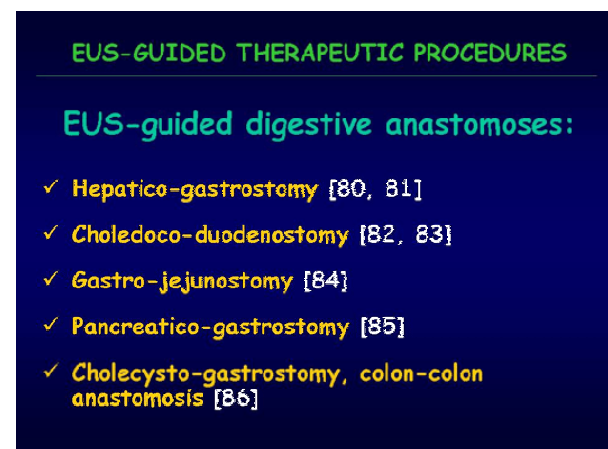 EUS-GUIDED THERAPEUTIC PROCEDURES
EUS-guided digestive anastomoses:
✓ Hepatico-gastrostomy [80, 81]
✓ Choledoco-duodenostomy [82, 83]
✓ Gastro-jejunostomy [84]
✓ Pancreatico-gastrostomy [85]
✓ Cholecysto-gastrostomy, colon-colon
anastomosis [86]